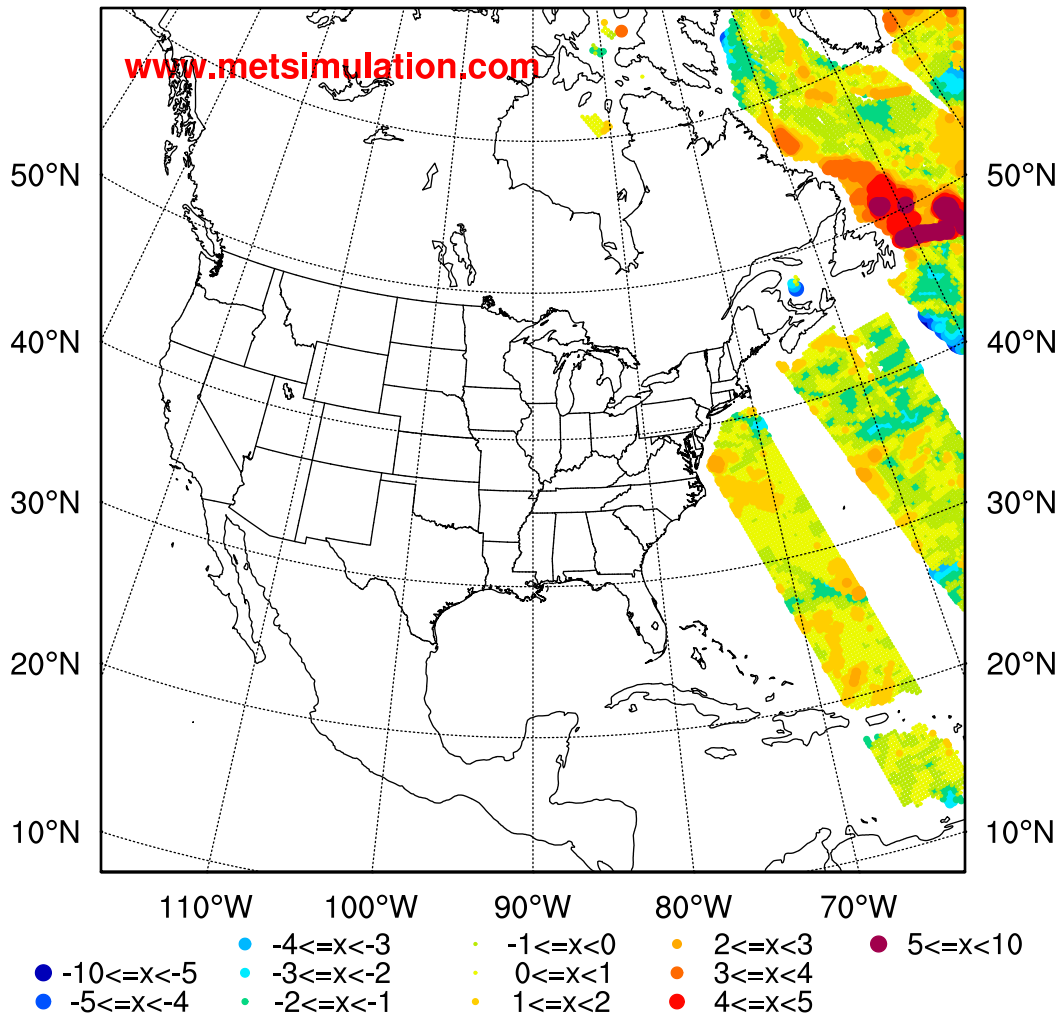 www.metsimulation.com
50°N 50°N
40°N 40°N
30°N 30°N
20°N 20°N
10°N 10°N
110°W 100°W 90°W 80°W 70°W
-4<=x<-3 -1<=x<0 2<=x<3 5<=x<10
-10<=x<-5 -3<=x<-2 0<=x<1 3<=x<4
-5<=x<-4 -2<=x<-1 1<=x<2 4<=x<5